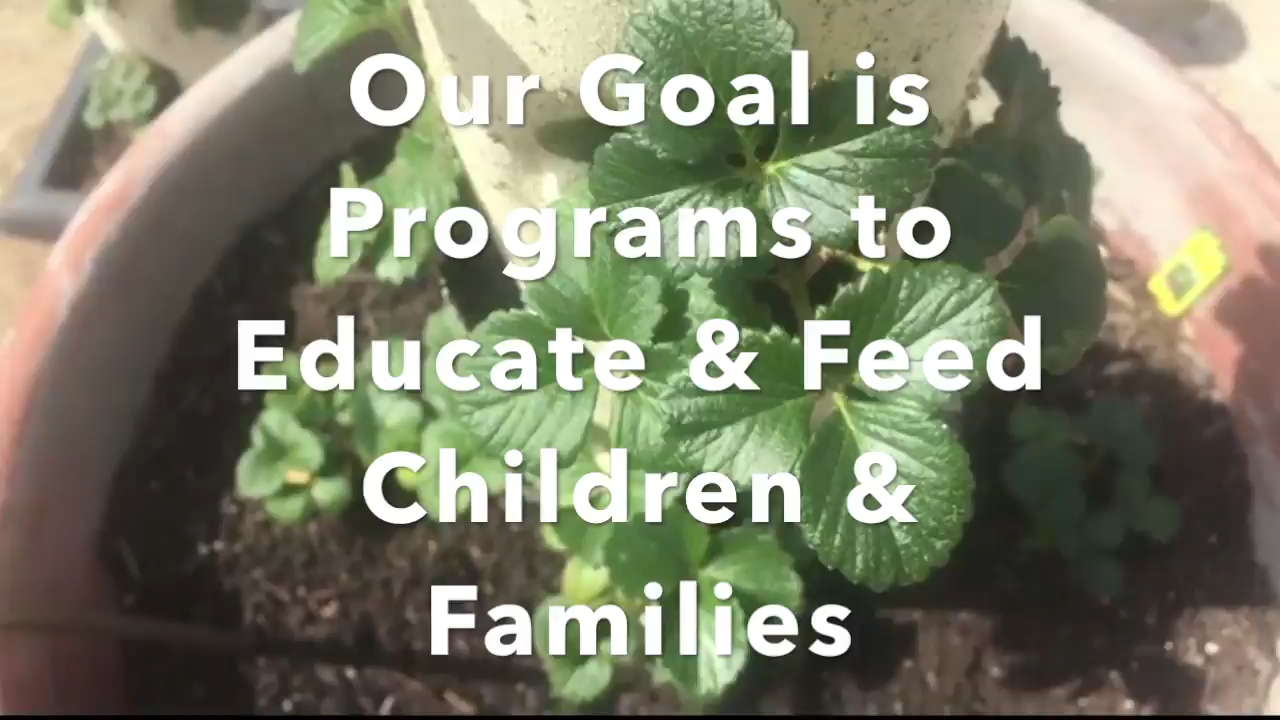 Our Goal is
Programs to
Educate & Feed
Children &
Families